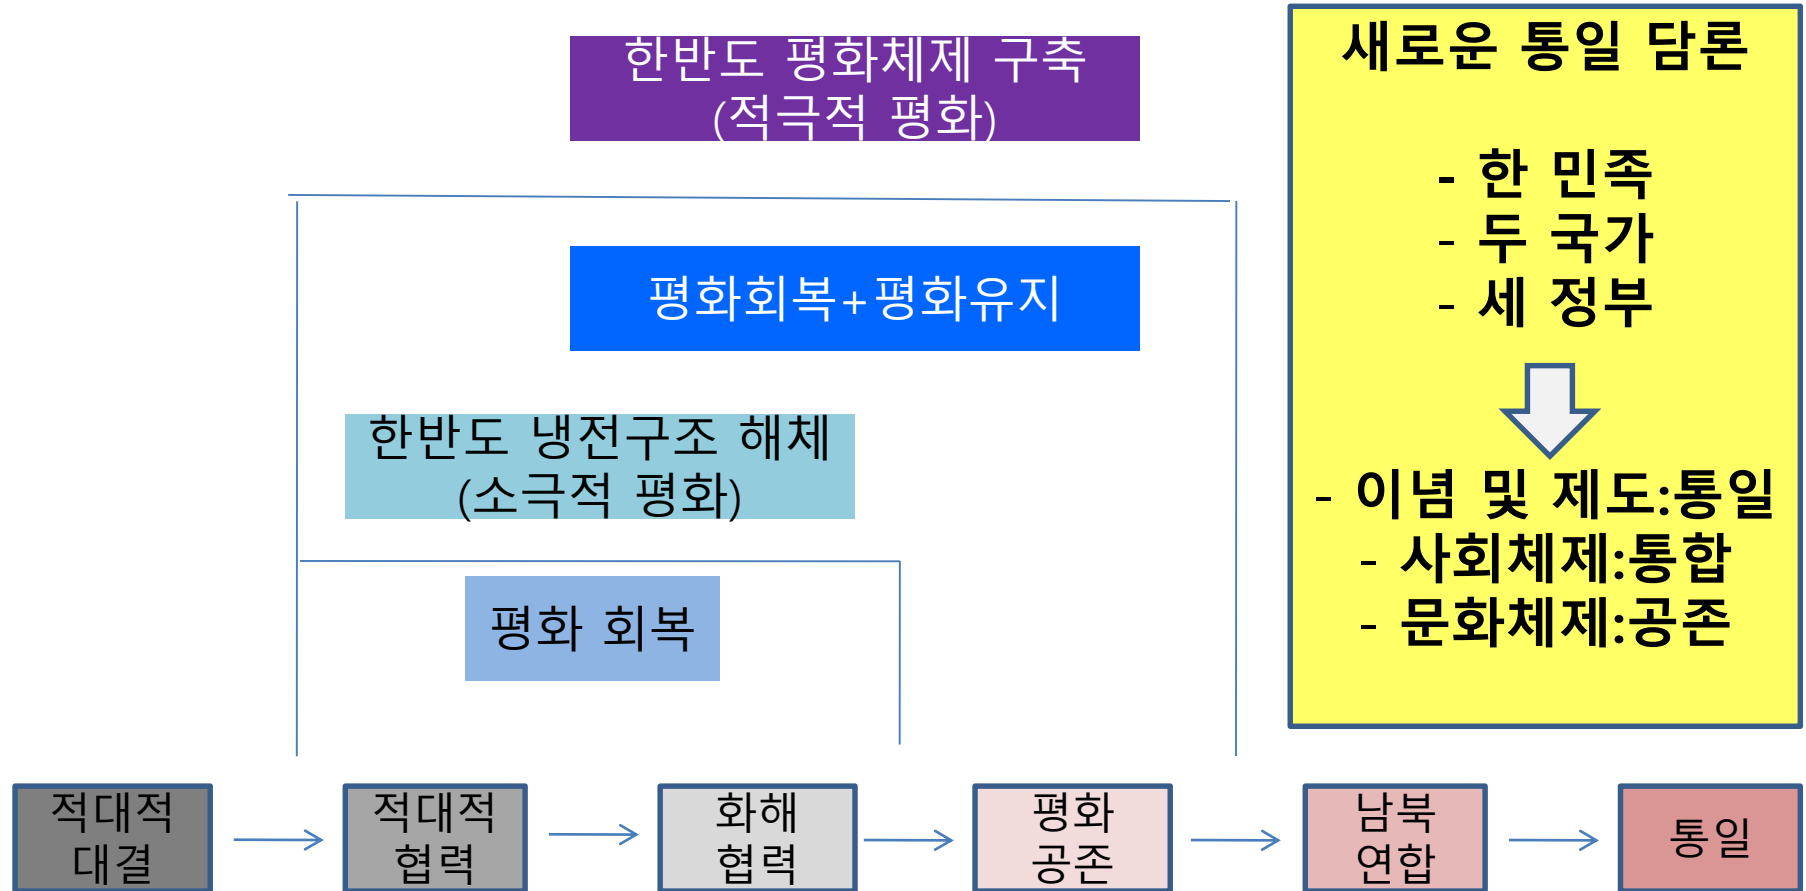 한반도 평화체제 구축
(적극적 평화)
평화회복+평화유지
한반도 냉전구조 해체
(소극적 평화)
평화 회복
새로운 통일 담론
- 한 민족
- 두 국가
- 세 정부
- 이념 및 제도:통일
- 사회체제:통합
- 문화체제:공존
적대적
대결
적대적
협력
화해
협력
평화
공존
남북
연합
통일